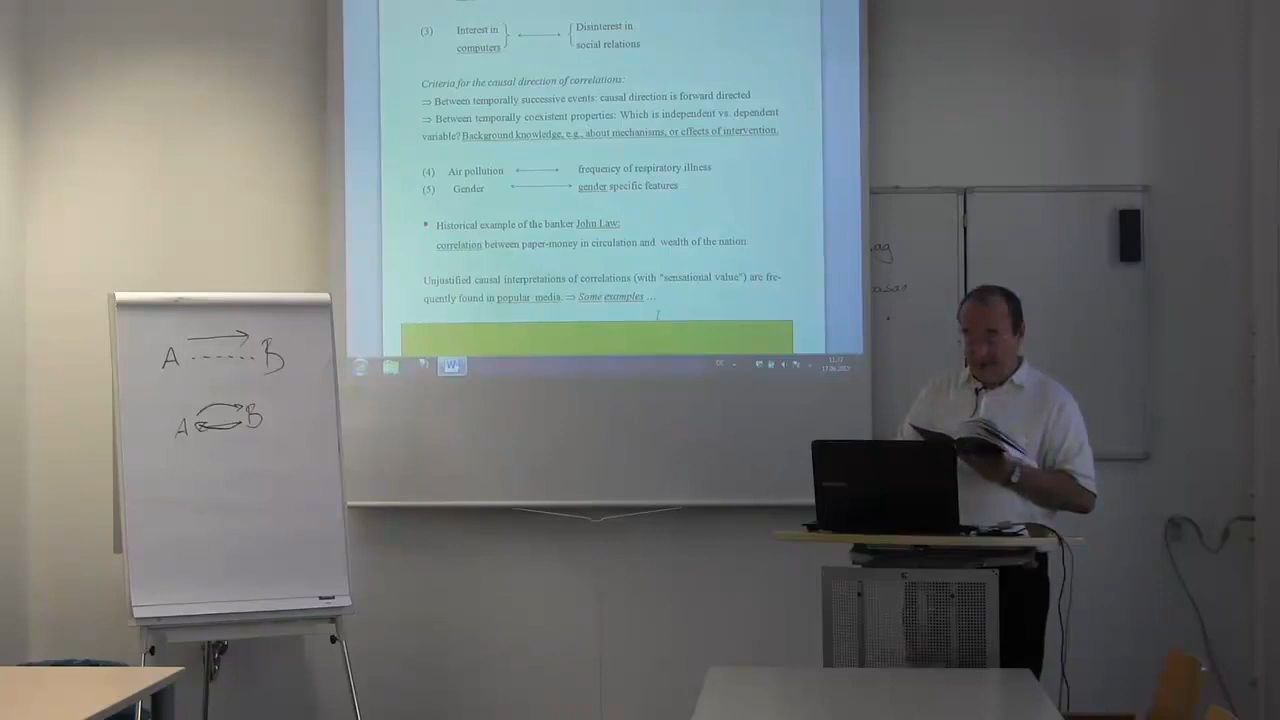 (3) Interest in computers } ⟷ { Disinterest in social relations
Criteria for the causal direction of correlations:
⇒ Between temporally successive events: causal direction is forward directed
⇒ Between temporally coexistent properties: Which is independent vs. dependent
variable? Background knowledge, e.g., about mechanisms, or effects of intervention.
(4) Air pollution ⟷ frequency of respiratory illness
(5) Gender ⟷ gender specific features
• Historical example of the banker John Law:
correlation between paper-money in circulation and wealth of the nation
Unjustified causal interpretations of correlations (with "sensational value") are fre-
quently found in popular media. ⇒ Some examples …
W
A B
A B